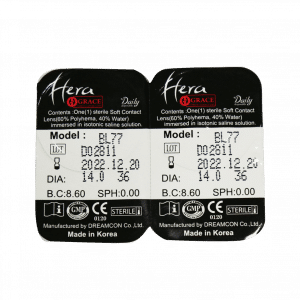 Hera
GRACE
Daily
Contents: One(1) sterile Soft Contact
Lens(60% Polyhema, 40% Water)
immersed in isotonic saline solution.
Model : BL77
LOT D02811
2022.12.20
DIA: 14.0 36
B.C:8.60 SPH:0.00
GMP
0120
STERILE
Manufactured by DREAMCON Co.,Ltd.
Made in Korea
Hera
GRACE
Daily
Contents: One(1) sterile Soft Contact
Lens(60% Polyhema, 40% Water)
immersed in isotonic saline solution.
Model : BL77
LOT D02811
2022.12.20
DIA: 14.0 36
B.C:8.60 SPH:0.00
GMP
0120
STERILE
Manufactured by DREAMCON Co.,Ltd.
Made in Korea